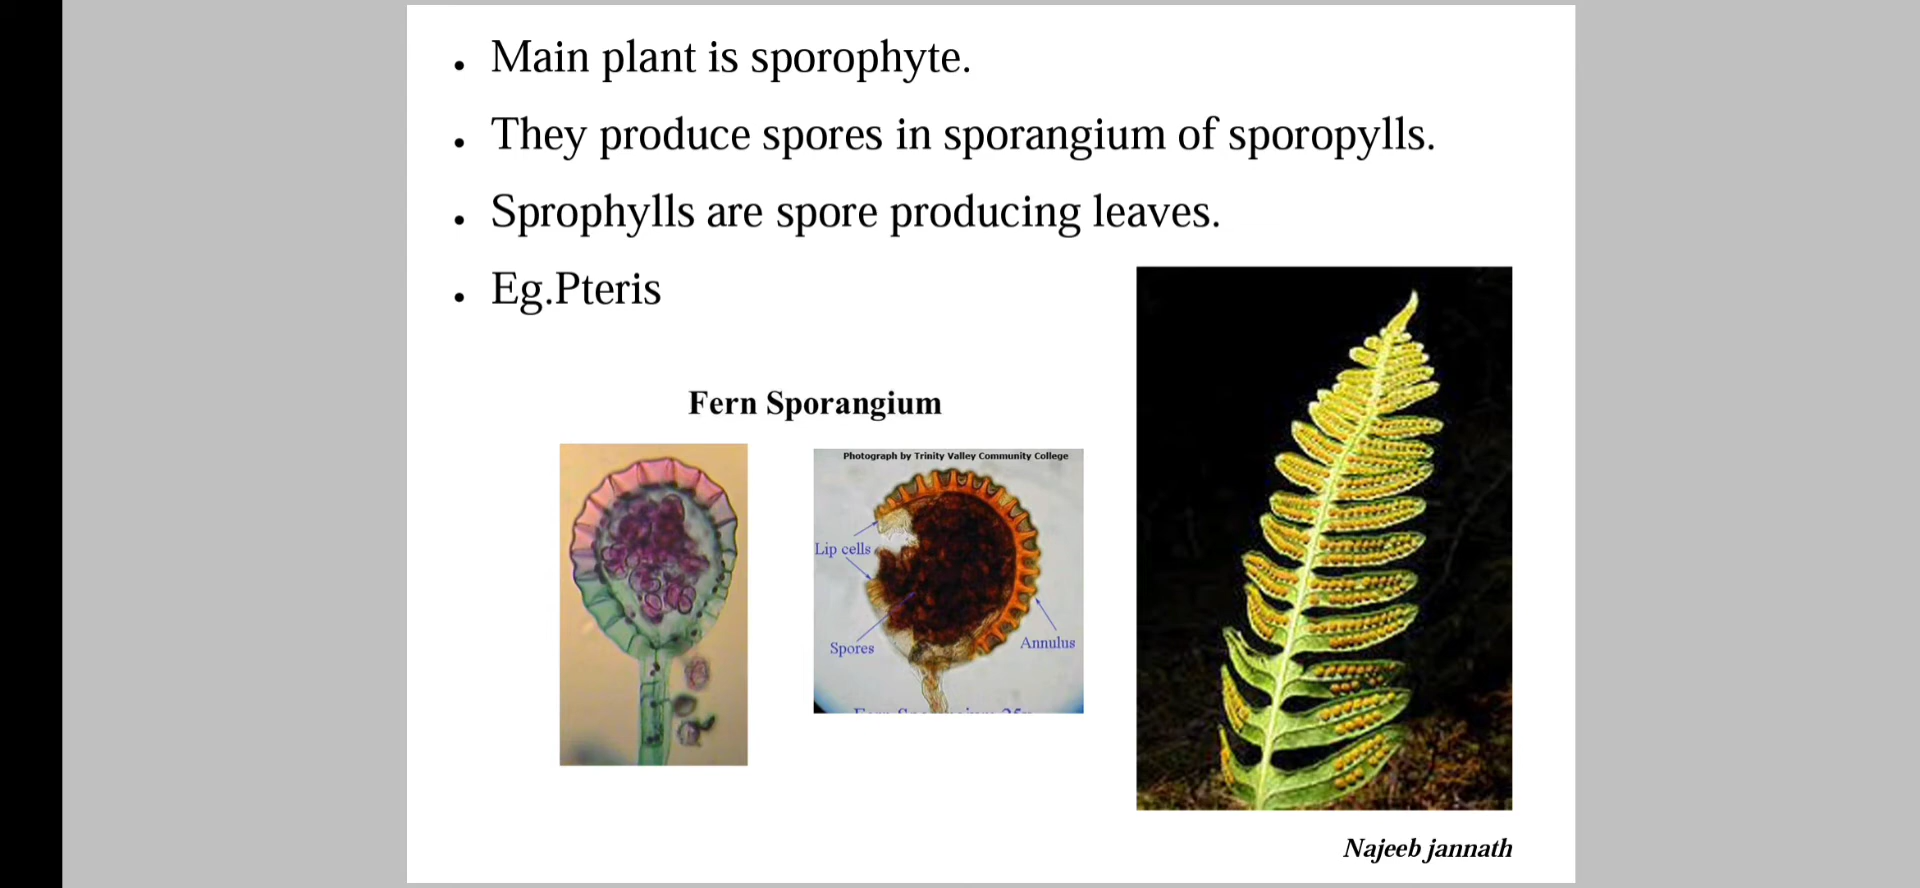 Main plant is sporophyte.
They produce spores in sporangium of sporopylls.
Sprophylls are spore producing leaves.
Eg.Pteris
Fern Sporangium
Photograph by Trinity Valley Community College
Lip cells
Spores
Annulus
Najeeb jannath